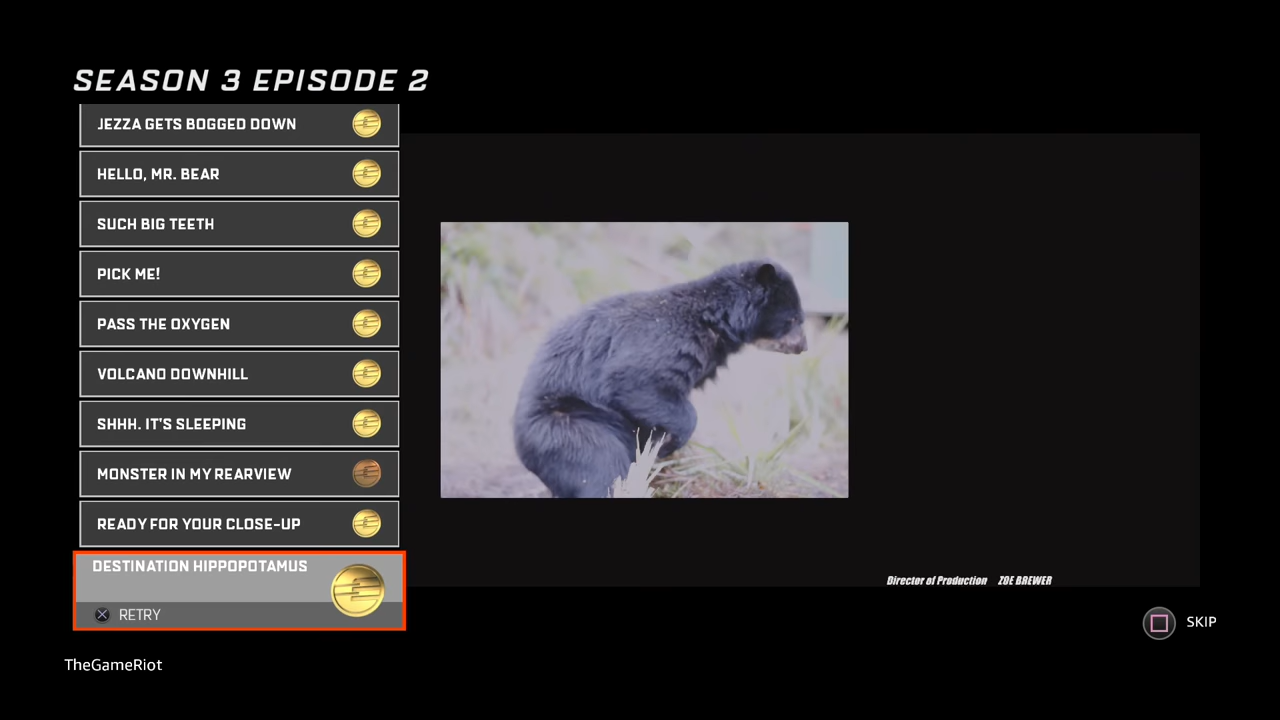 SEASON 3 EPISODE 2
JEZZA GETS BOGGED DOWN
HELLO, MR. BEAR
SUCH BIG TEETH
PICK ME!
PASS THE OXYGEN
VOLCANO DOWNHILL
SHHH. IT'S SLEEPING
MONSTER IN MY REARVIEW
READY FOR YOUR CLOSE-UP
DESTINATION HIPPOPOTAMUS
RETRY
Director of Production ZOE BREWER
SKIP
TheGameRiot